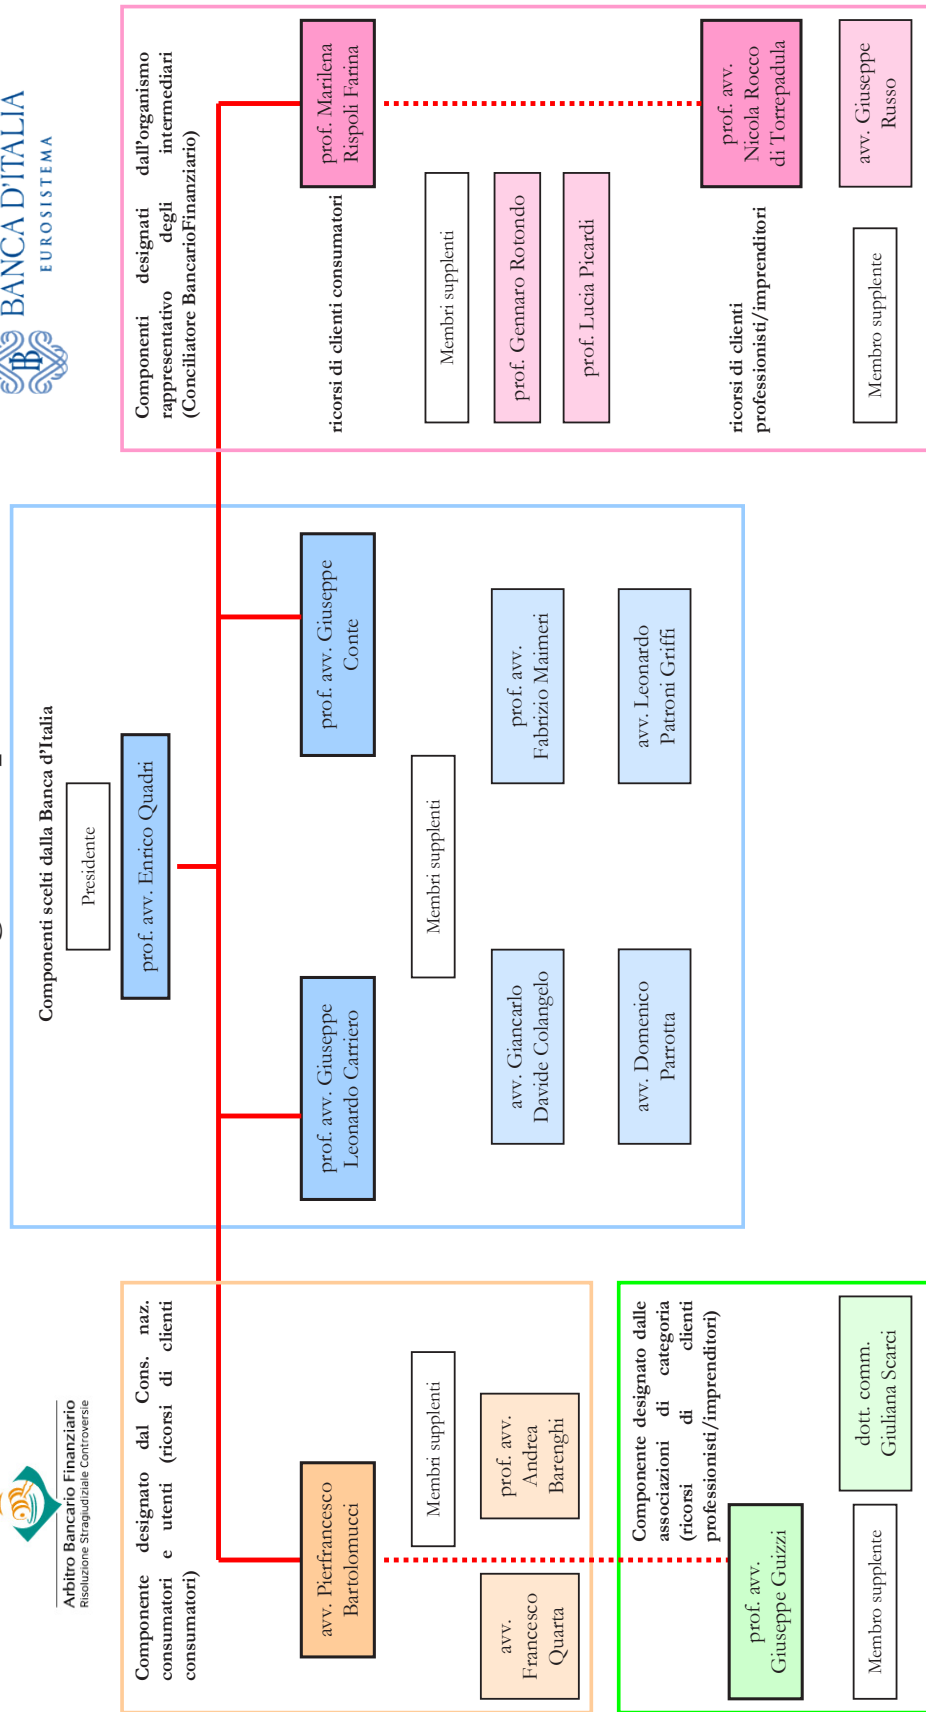 Arbitro Bancario Finanziario
Risoluzione Stragiudiziale Controversie
BANCA D'ITALIA
EUROSISTEMA
Componenti scelti dalla Banca d'Italia
Presidente
prof. avv. Enrico Quadri
prof. avv. Giuseppe
Leonardo Carriero
prof. avv. Giuseppe
Conte
Membri supplenti
avv. Giancarlo
Davide Colangelo
prof. avv.
Fabrizio Maimeri
avv. Domenico
Parrotta
avv. Leonardo
Patroni Griffi
Componente designato dal Cons. naz.
consumatori e utenti (ricorsi di clienti
consumatori)
avv. Pierfrancesco
Bartolomucci
Membri supplenti
avv.
Francesco
Quarta
prof. avv.
Andrea
Barenghi
Componente designato dalle
associazioni di categoria
(ricorsi di clienti
professionisti/imprenditori)
prof. avv.
Giuseppe Guizzi
Membro supplente
dott. comm.
Giuliana Scarci
Componenti designati dall'organismo
rappresentativo degli intermediari
(Conciliatore BancarioFinanziario)
ricorsi di clienti consumatori
prof. Marilena
Rispoli Farina
Membri supplenti
prof. Gennaro Rotondo
prof. Lucia Picardi
ricorsi di clienti
professionisti/imprenditori
prof. avv.
Nicola Rocco
di Torrepadula
Membro supplente
avv. Giuseppe
Russo